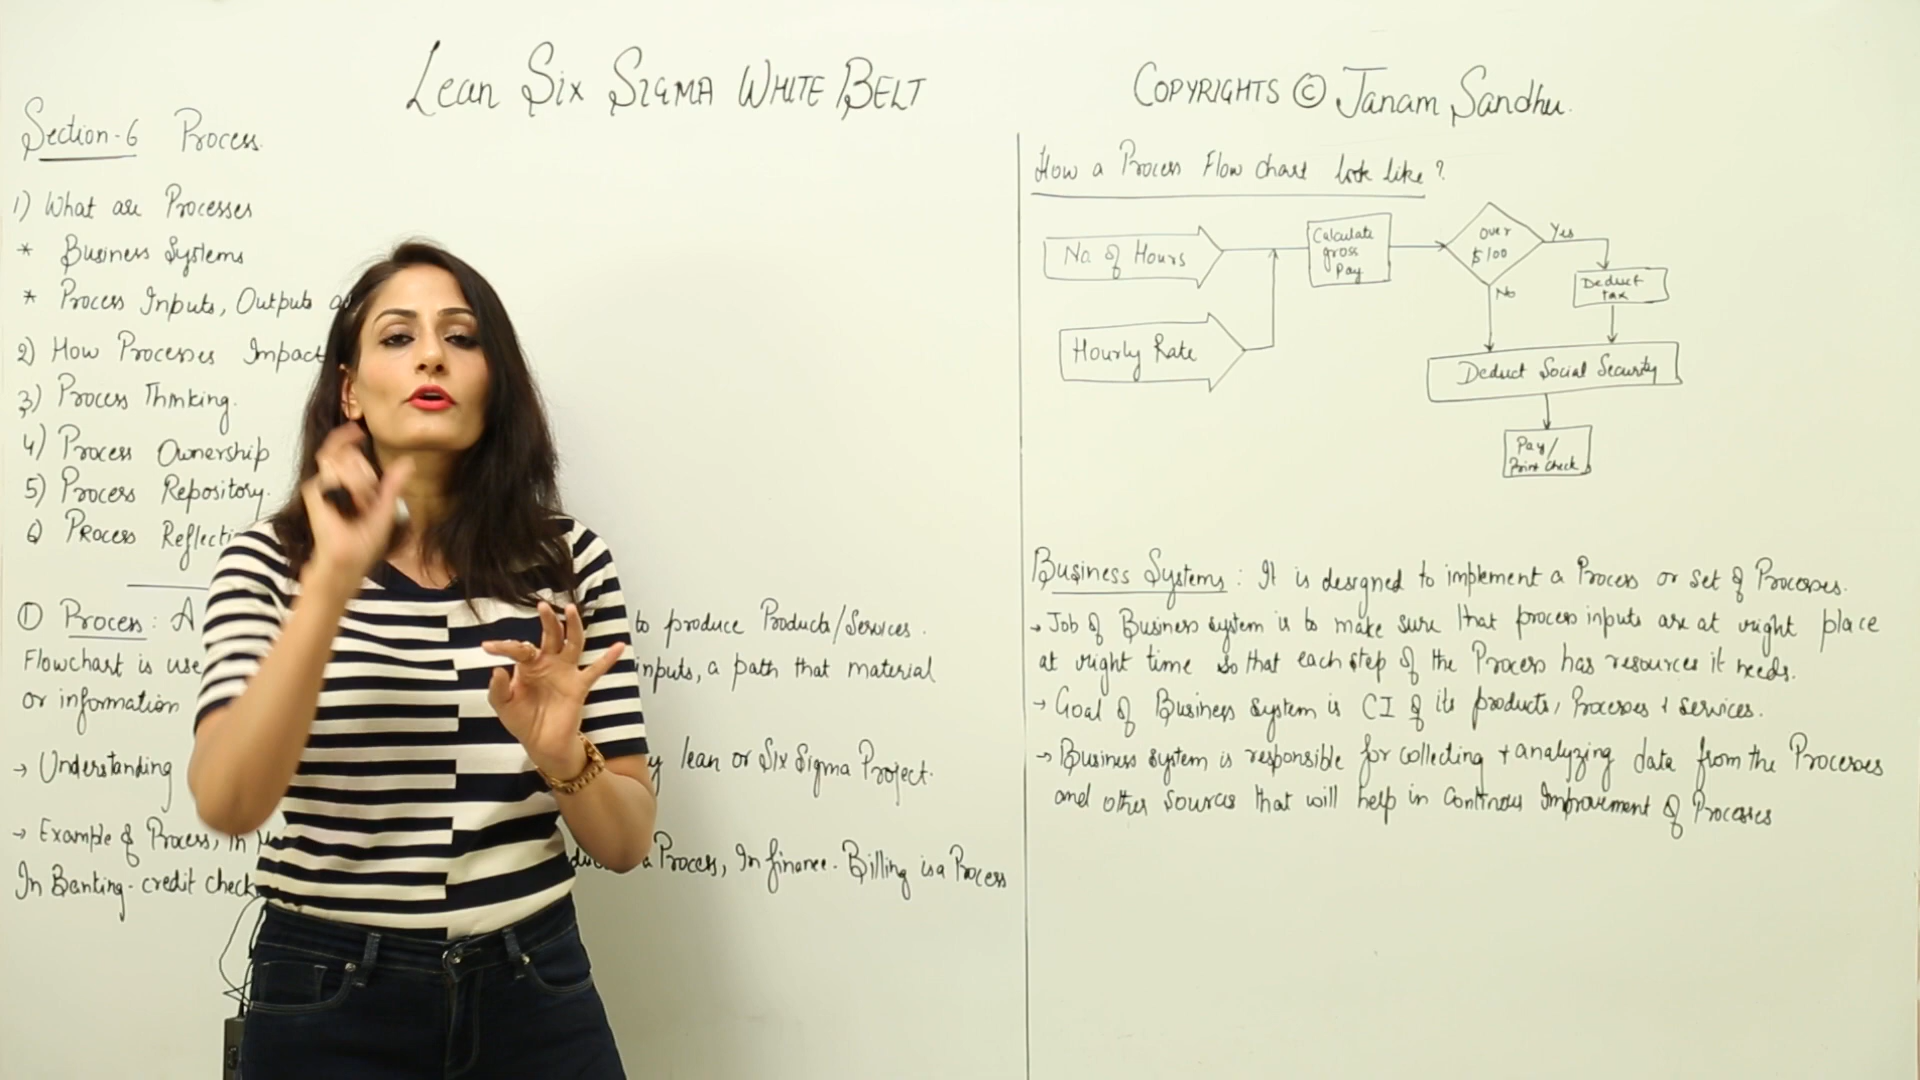 Lean Six Sigma White Belt
Copyrights © Janam Sandhu.
Section-6 Process
1) What are Processes
* Business Systems
* Process Inputs, Outputs
2) How Processes Impact
3) Process Thinking.
4) Process Ownership
5) Process Repository.
6) Process
① Process: A to produce Products/Services.
Flowchart is inputs, a path that material
or information
→ Understanding lean or Six Sigma Project.
→ Example of Process, In a Process, In finance. Billing is a Process
In Banking- credit check
How a Process Flow chart look like?
No of Hours
Hourly Rate
Calculate
gross
Pay
Over
$100
Yes
No
Deduct
tax
Deduct Social Security
Pay/
Print check
Business Systems: It is designed to implement a Process or set of Processes.
→ Job of Business system is to make sure that process inputs are at right place
at right time so that each step of the Process has resources it needs.
→ Goal of Business system is CI of its products, Processes + services.
→ Business system is responsible for collecting + analyzing data from the Processes
and other sources that will help in Continous Improvement of Processes